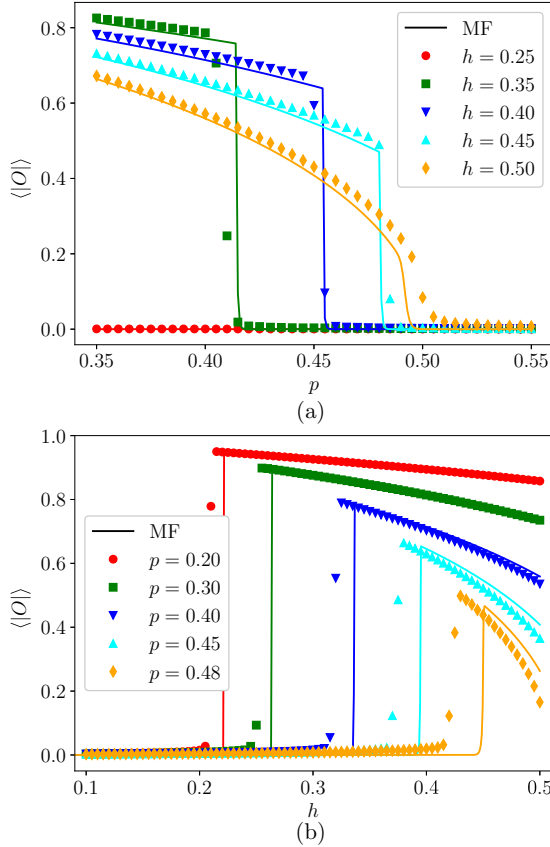 0.8
0.6
0.4
0.2
0.0
⟨|O|⟩
MF
h = 0.25
h = 0.35
h = 0.40
h = 0.45
h = 0.50
0.35 0.40 0.45 0.50 0.55
p
(a)
1.0
0.8
0.6
0.4
0.2
0.0
⟨|O|⟩
MF
p = 0.20
p = 0.30
p = 0.40
p = 0.45
p = 0.48
0.1 0.2 0.3 0.4 0.5
h
(b)